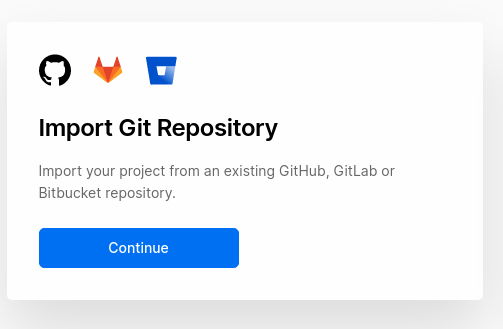 Import Git Repository
Import your project from an existing GitHub, GitLab or
Bitbucket repository.
Continue